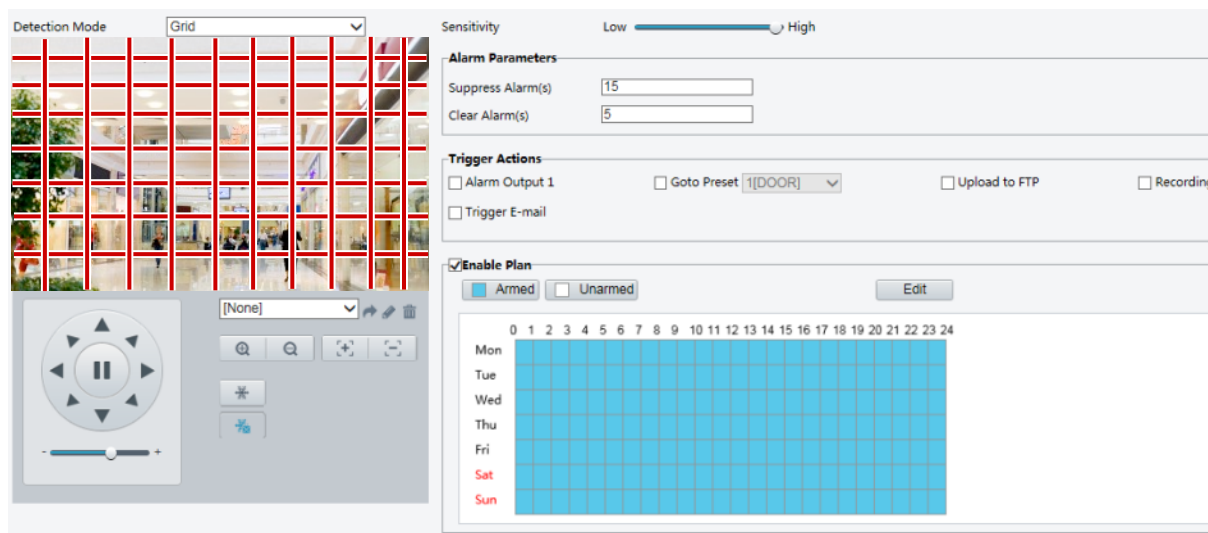 Detection Mode Grid
Sensitivity Low High
Alarm Parameters
Suppress Alarm(s) 15
Clear Alarm(s) 5
Trigger Actions
Alarm Output 1 Goto Preset 1[DOOR] Upload to FTP Recording
Trigger E-mail
Enable Plan
Armed Unarmed Edit
[None]
0 1 2 3 4 5 6 7 8 9 10 11 12 13 14 15 16 17 18 19 20 21 22 23 24
Mon
Tue
Wed
Thu
Fri
Sat
Sun
- +